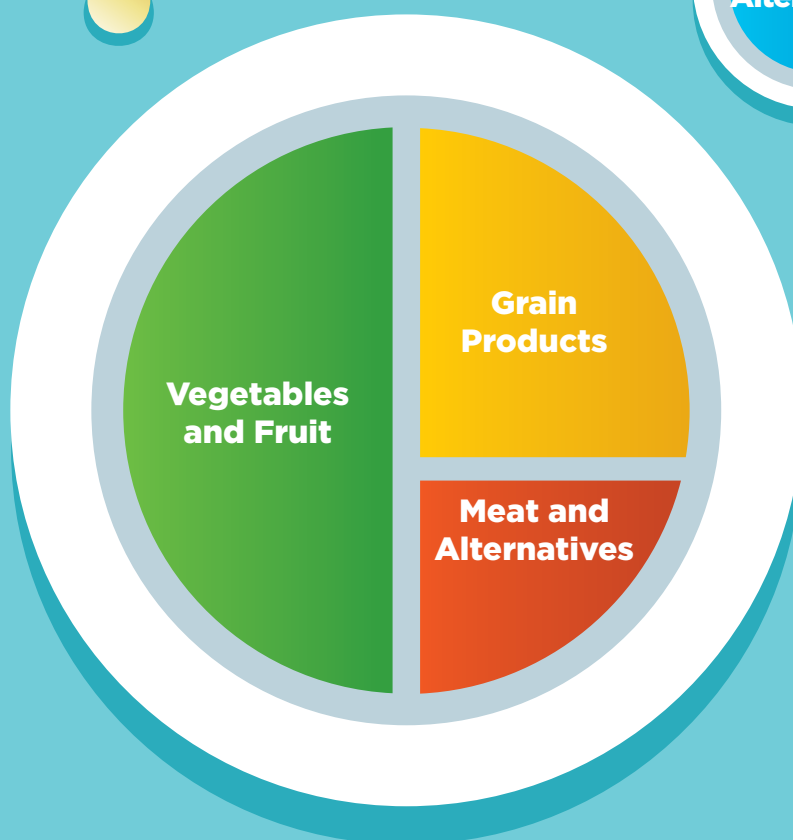 Grain
Products
Vegetables
and Fruit
Meat and
Alternatives